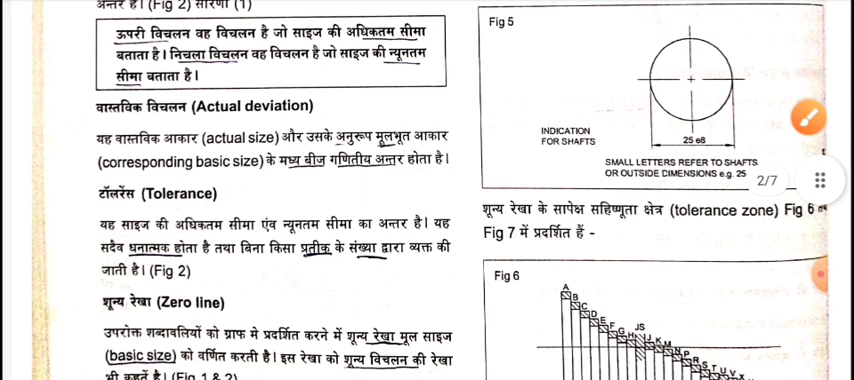 अन्तर है। (Fig 2) सारणी (1)
ऊपरी विचलन वह विचलन है जो साइज की अधिकतम सीमा
बताता है। निचला विचलन वह विचलन है जो साइज की न्यूनतम
सीमा बताता है।
वास्तविक विचलन (Actual deviation)
यह वास्तविक आकार (actual size) और उसके अनुरूप मूलभूत आकार
(corresponding basic size) के मध्य बीज गणितीय अन्तर होता है।
टॉलरेंस (Tolerance)
यह साइज की अधिकतम सीमा एंव न्यूनतम सीमा का अन्तर है। यह
सदैव धनात्मक होता है तथा बिना किसा प्रतीक के संख्या द्वारा व्यक्त की
जाती है। (Fig 2)
शून्य रेखा (Zero line)
उपरोक्त शब्दावलियों को ग्राफ मे प्रदर्शित करने में शून्य रेखा मूल साइज
(basic size) को वर्णित करती है। इस रेखा को शून्य विचलन की रेखा
भी कहतें हैं। (Fig 1 & 2)
Fig 5
INDICATION
FOR SHAFTS
25 e8
SMALL LETTERS REFER TO SHAFTS
OR OUTSIDE DIMENSIONS e.g. 25
2/7
शून्य रेखा के सापेक्ष सहिष्णुता क्षेत्र (tolerance zone) Fig 6
Fig 7 में प्रदर्शित हैं -
Fig 6
A
B
C
D
E
F
G
H
JS
J
K
M
N
P
R
S
T
U
V
X